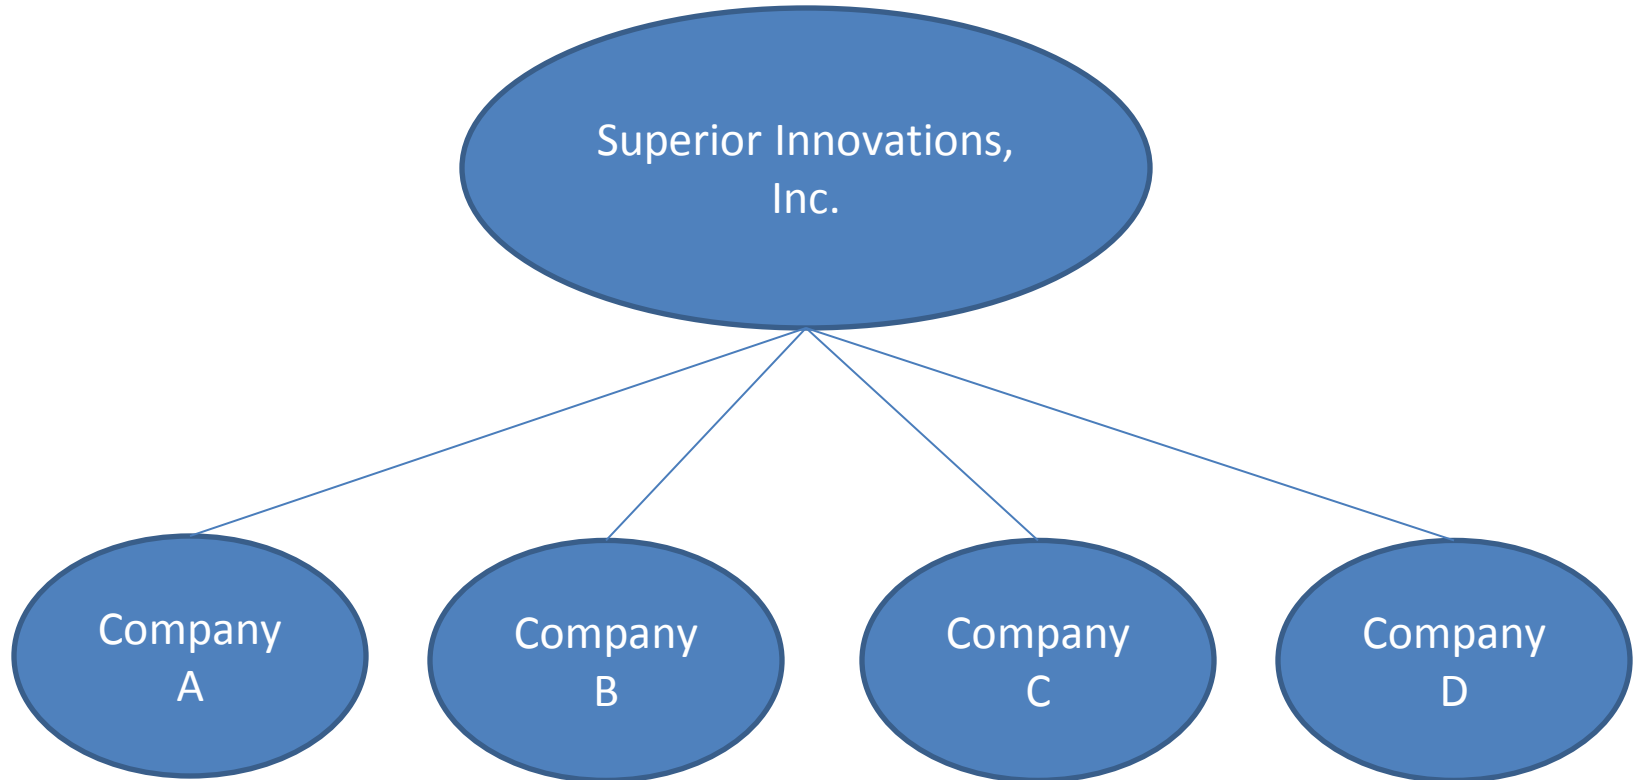 Superior Innovations,
Inc.
Company
A
Company
B
Company
C
Company
D